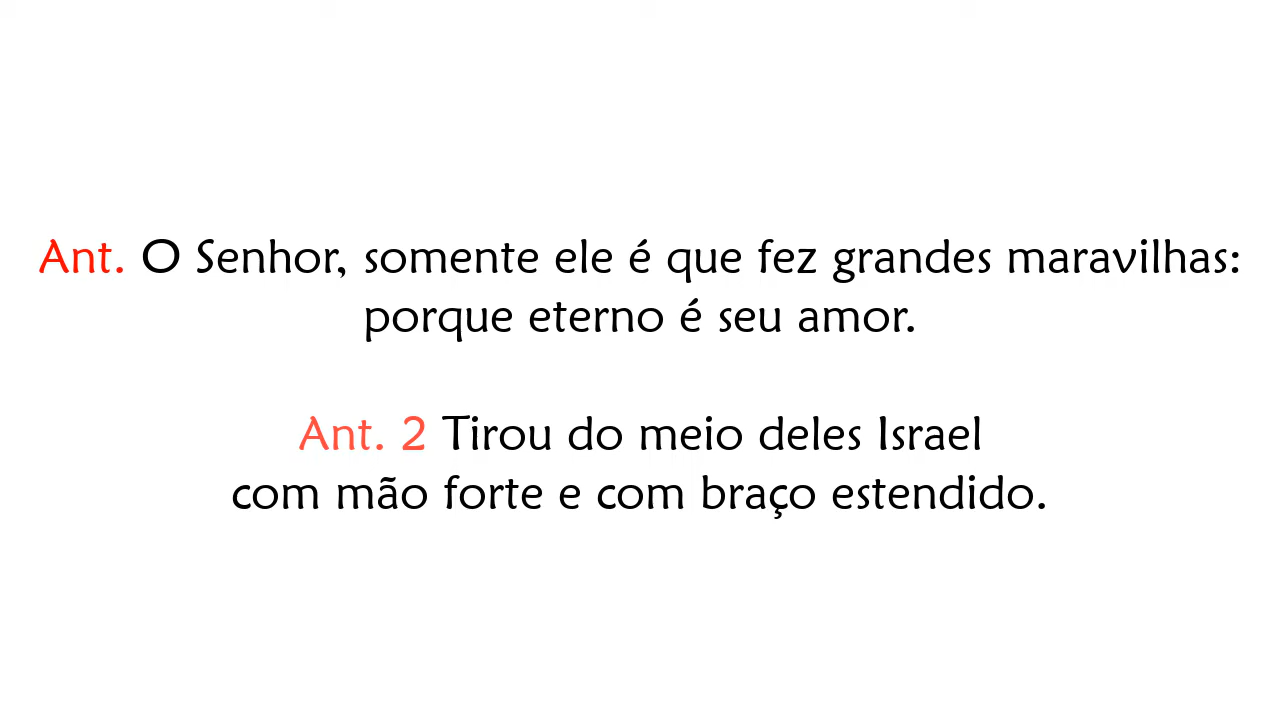 Ant. O Senhor, somente ele é que fez grandes maravilhas:
porque eterno é seu amor.
Ant. 2 Tirou do meio deles Israel
com mão forte e com braço estendido.